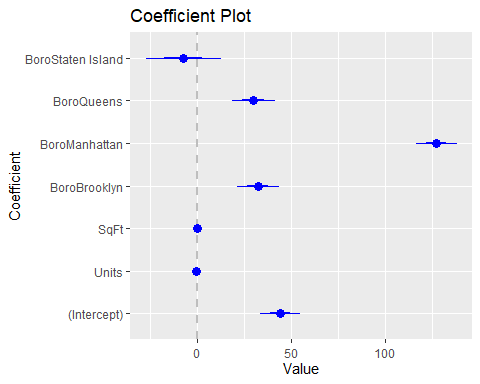 Coefficient Plot
BoroStaten Island
BoroQueens
BoroManhattan
BoroBrooklyn
SqFt
Units
(Intercept)
Coefficient
0 50 100
Value